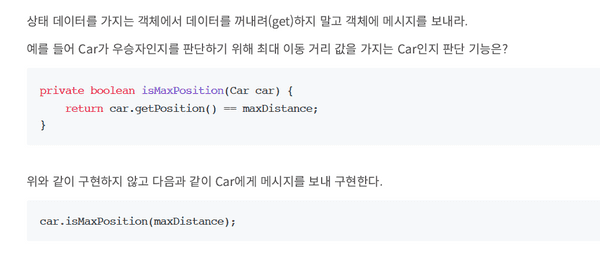 상태 데이터를 가지는 객체에서 데이터를 꺼내려(get)하지 말고 객체에 메시지를 보내라.
예를 들어 Car가 우승자인지를 판단하기 위해 최대 이동 거리 값을 가지는 Car인지 판단 기능은?
private boolean isMaxPosition(Car car) {
    return car.getPosition() == maxDistance;
}
위와 같이 구현하지 않고 다음과 같이 Car에게 메시지를 보내 구현한다.
car.isMaxPosition(maxDistance);